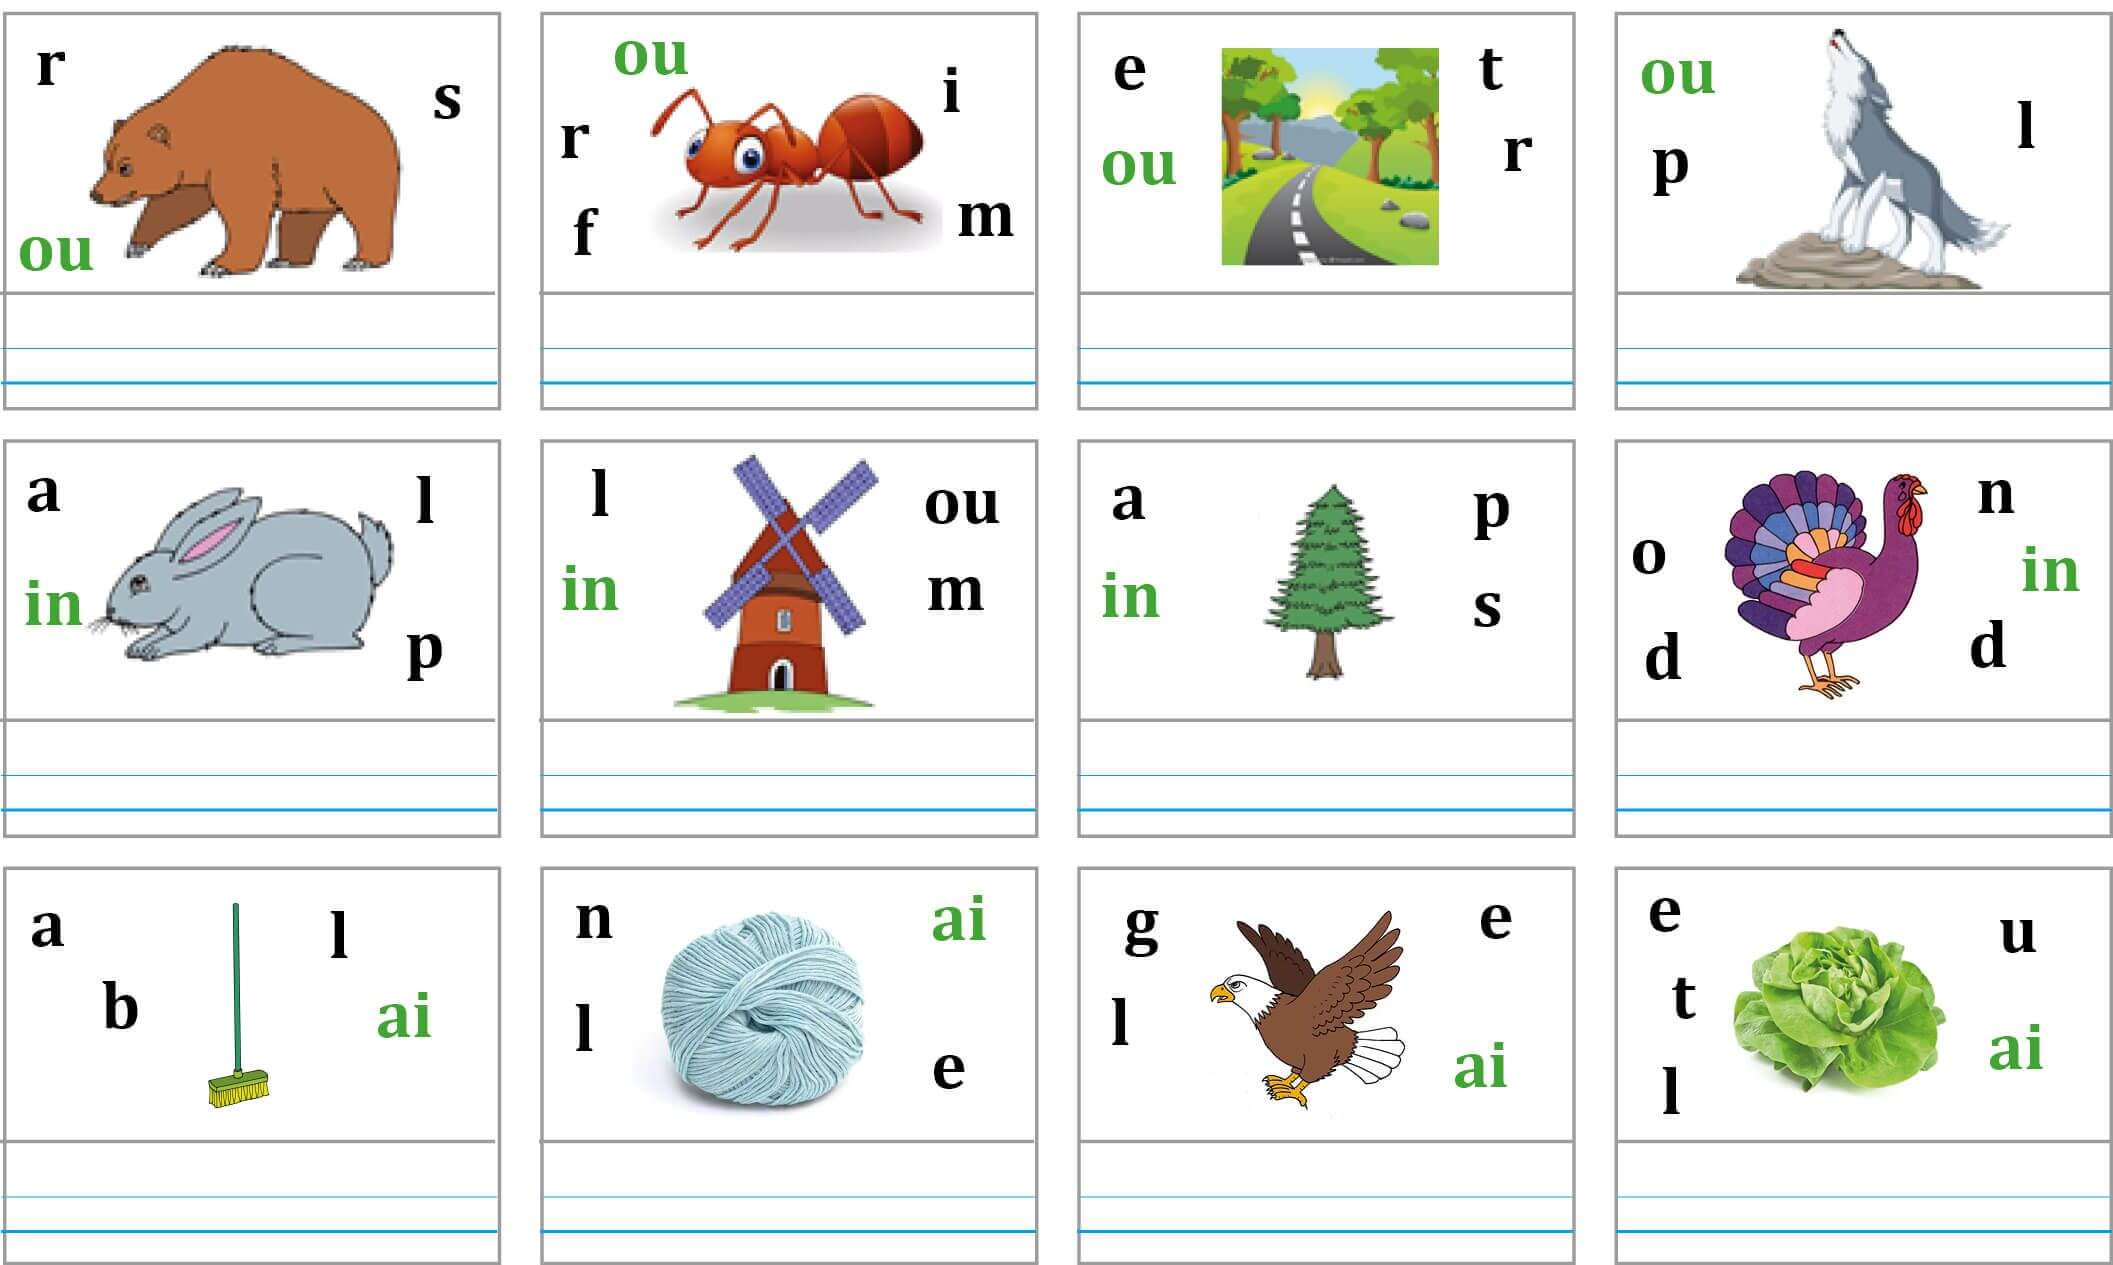 r s ou
ou i r f m
e t ou r
ou p l
a l in p
l ou in m
a p in s
n o in d d
a l b ai
n ai l e
g e l ai
e u t ai l